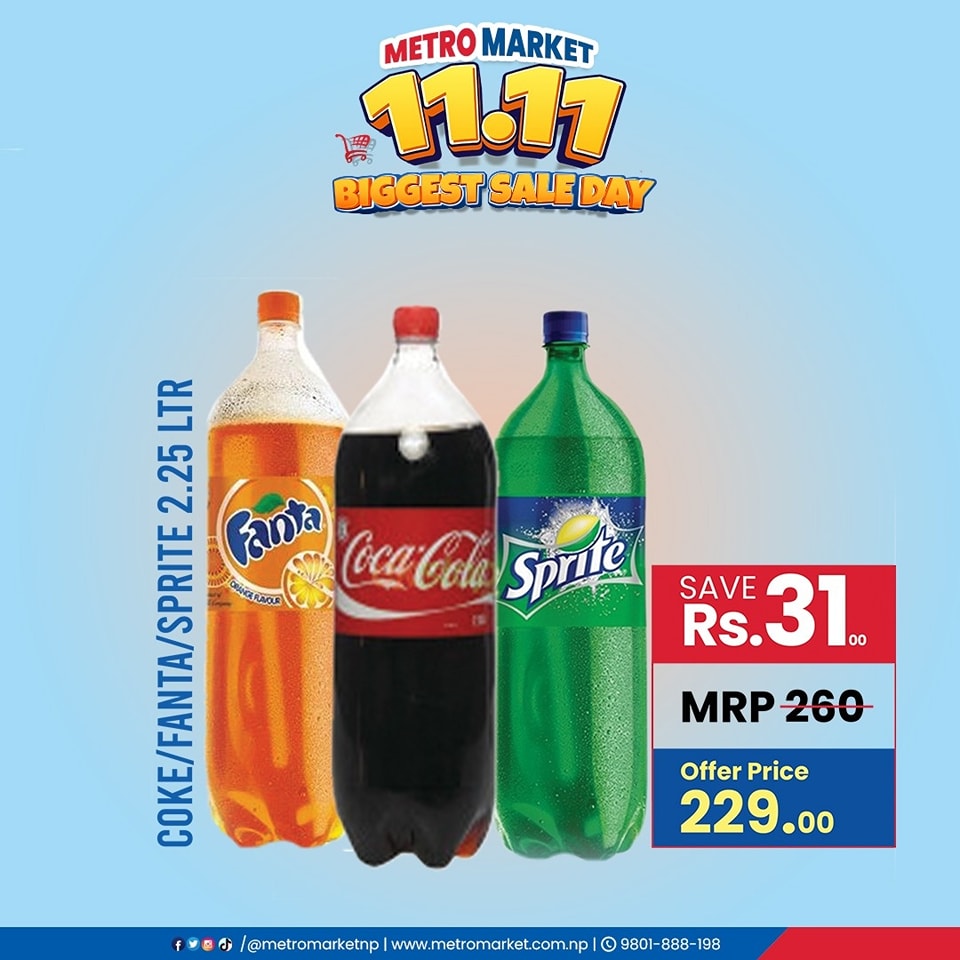 METRO MARKET
11.11
BIGGEST SALE DAY
COKE/FANTA/SPRITE 2.25 LTR
Fanta
ORANGE FLAVOUR
Coca-Cola
Sprite
SAVE
Rs.31.00
MRP 260
Offer Price
229.00
/@metromarketnp | www.metromarket.com.np | 9801-888-198